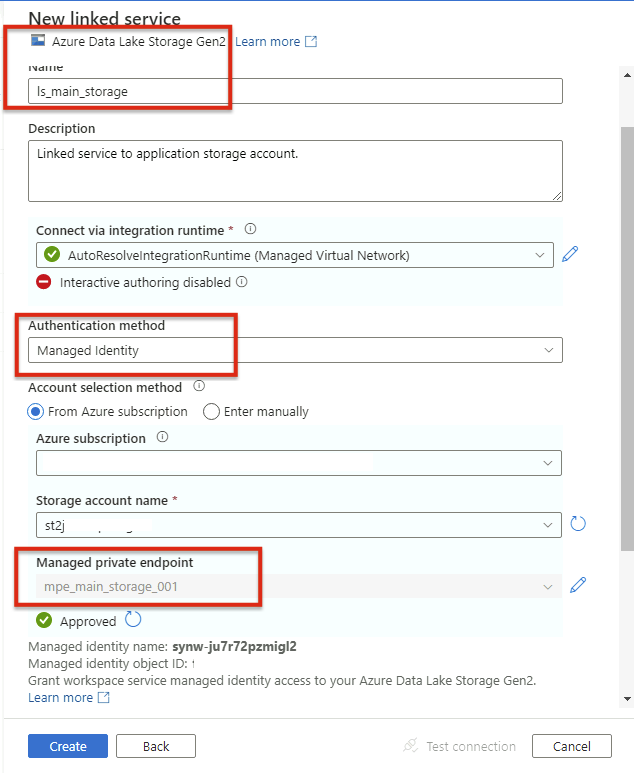 New linked service
Azure Data Lake Storage Gen2 Learn more
Name
ls_main_storage
Description
Linked service to application storage account.
Connect via integration runtime *
AutoResolveIntegrationRuntime (Managed Virtual Network)
Interactive authoring disabled
Authentication method
Managed Identity
Account selection method
From Azure subscription Enter manually
Azure subscription
Storage account name *
st2j
Managed private endpoint
mpe_main_storage_001
Approved
Managed identity name: synw-ju7r72pzmigl2
Managed identity object ID:
Grant workspace service managed identity access to your Azure Data Lake Storage Gen2.
Learn more
Create Back Test connection Cancel